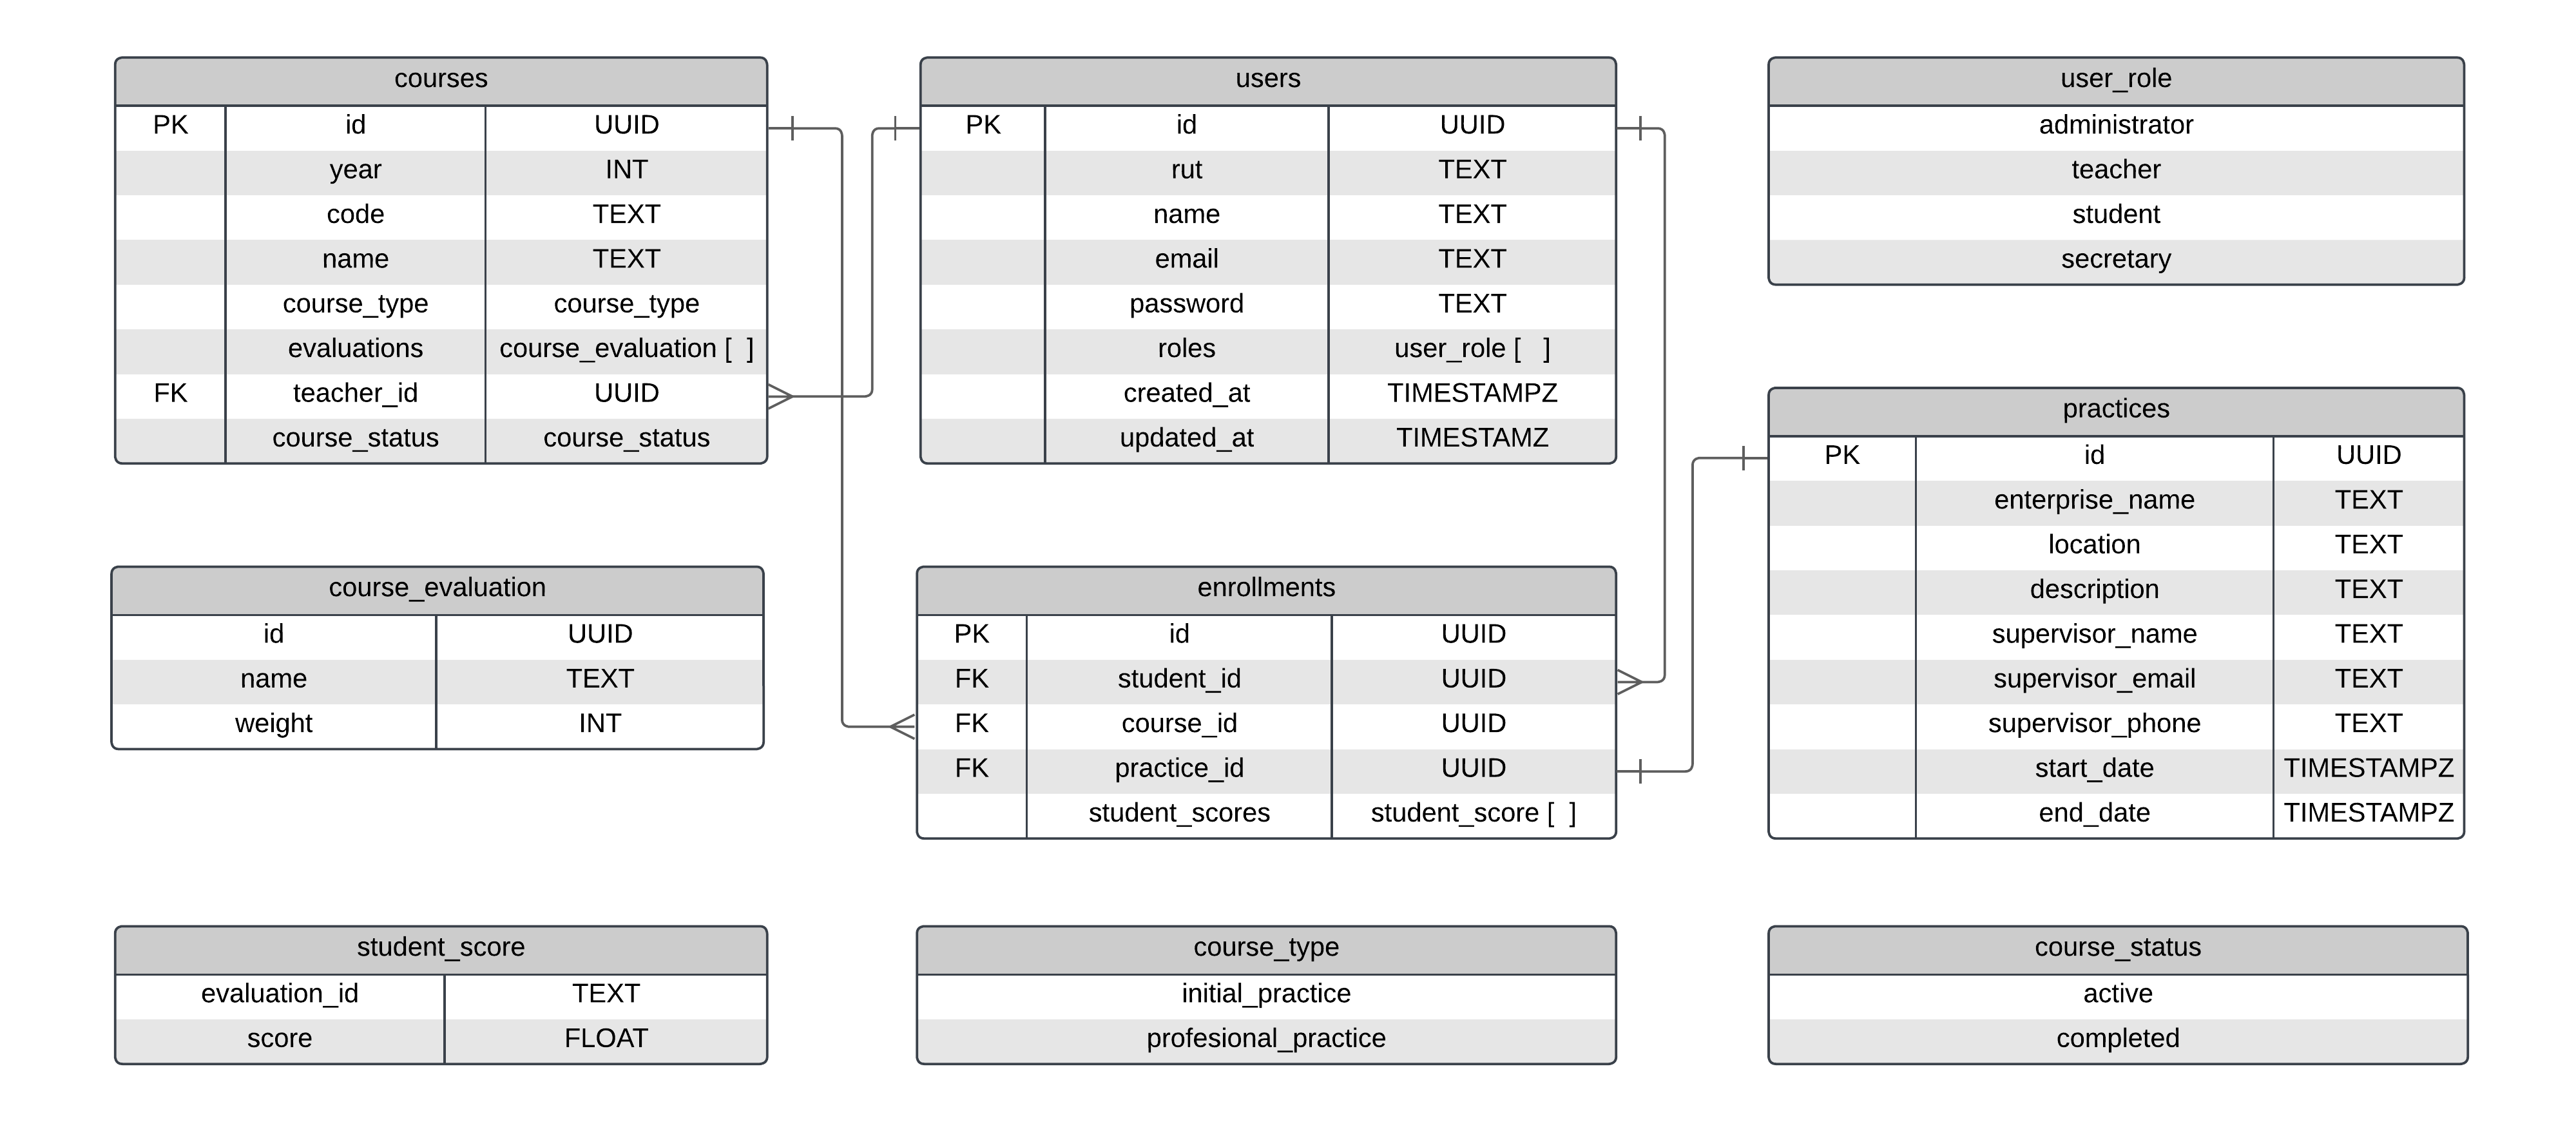 courses
PK id UUID
year INT
code TEXT
name TEXT
course_type course_type
evaluations course_evaluation [ ]
FK teacher_id UUID
course_status course_status
users
PK id UUID
rut TEXT
name TEXT
email TEXT
password TEXT
roles user_role [ ]
created_at TIMESTAMPZ
updated_at TIMESTAMZ
user_role
administrator
teacher
student
secretary
practices
PK id UUID
enterprise_name TEXT
location TEXT
description TEXT
supervisor_name TEXT
supervisor_email TEXT
supervisor_phone TEXT
start_date TIMESTAMPZ
end_date TIMESTAMPZ
course_evaluation
id UUID
name TEXT
weight INT
enrollments
PK id UUID
FK student_id UUID
FK course_id UUID
FK practice_id UUID
student_scores student_score [ ]
student_score
evaluation_id TEXT
score FLOAT
course_type
initial_practice
profesional_practice
course_status
active
completed